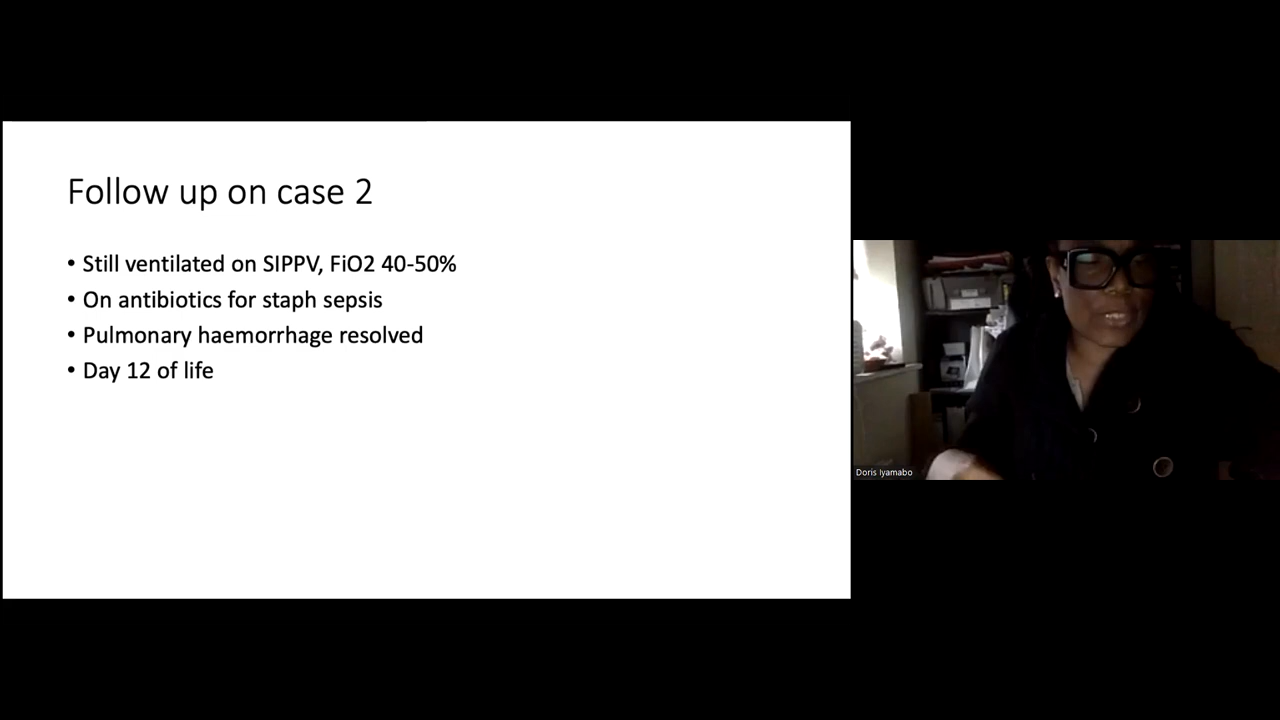 Follow up on case 2
• Still ventilated on SIPPV, FiO2 40-50%
• On antibiotics for staph sepsis
• Pulmonary haemorrhage resolved
• Day 12 of life
Doris Iyamabo